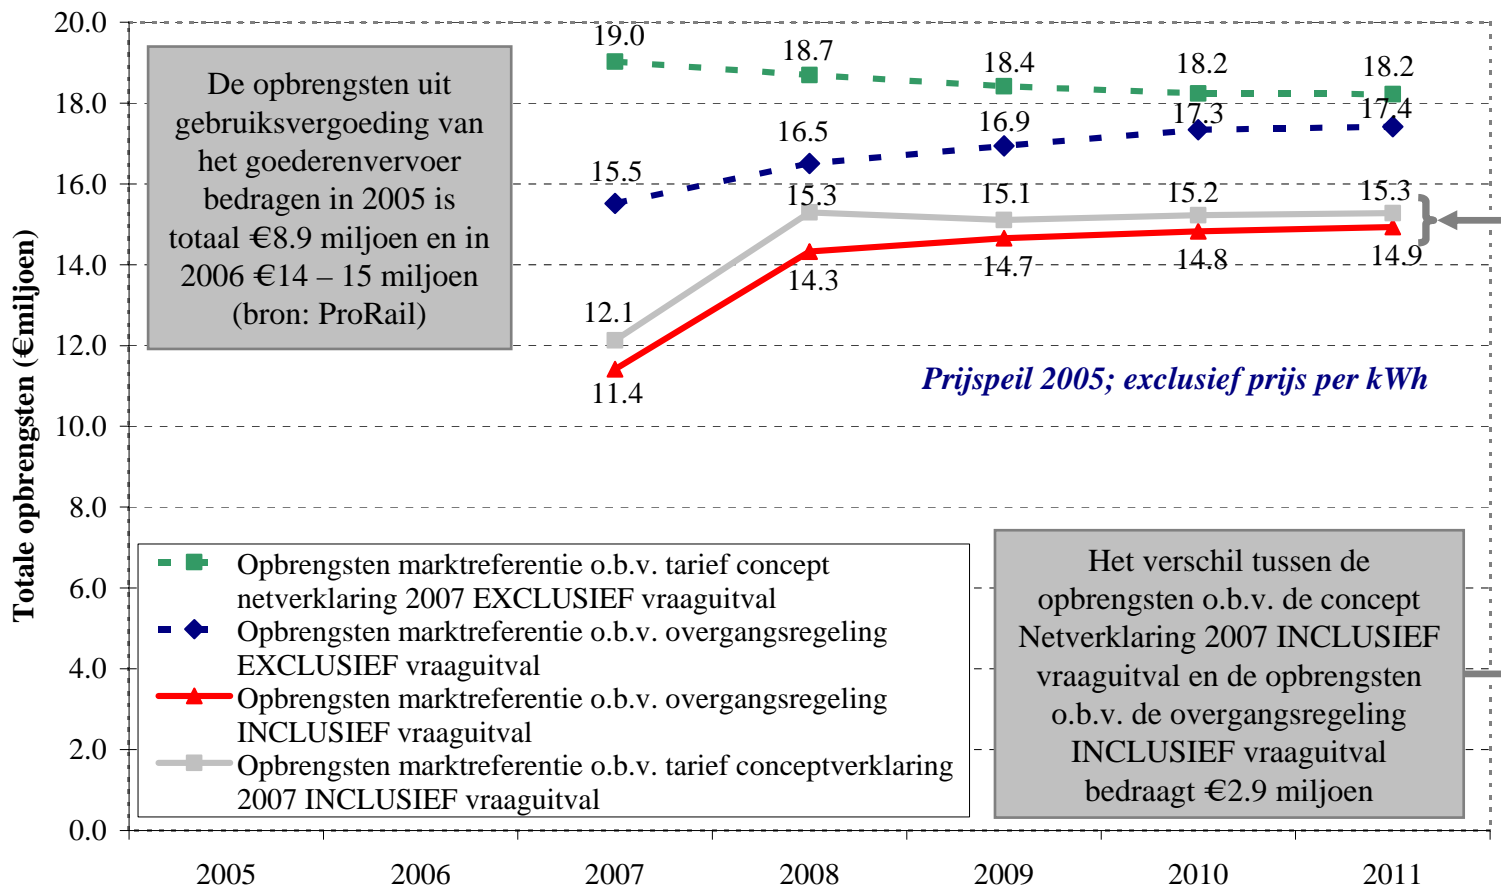 Totale opbrengsten (€miljoen)
20.0
18.0
16.0
14.0
12.0
10.0
8.0
6.0
4.0
2.0
0.0
De opbrengsten uit
gebruiksvergoeding van
het goederenvervoer
bedragen in 2005 is
totaal €8.9 miljoen en in
2006 €14 – 15 miljoen
(bron: ProRail)
19.0
18.7
18.4
18.2
18.2
15.5
16.5
16.9
17.3
17.4
12.1
15.3
15.1
15.2
15.3
11.4
14.3
14.7
14.8
14.9
Prijspeil 2005; exclusief prijs per kWh
Opbrengsten marktreferentie o.b.v. tarief concept
netverklaring 2007 EXCLUSIEF vraaguitval
Opbrengsten marktreferentie o.b.v. overgangsregeling
EXCLUSIEF vraaguitval
Opbrengsten marktreferentie o.b.v. overgangsregeling
INCLUSIEF vraaguitval
Opbrengsten marktreferentie o.b.v. tarief conceptverklaring
2007 INCLUSIEF vraaguitval
Het verschil tussen de
opbrengsten o.b.v. de concept
Netverklaring 2007 INCLUSIEF
vraaguitval en de opbrengsten
o.b.v. de overgangsregeling
INCLUSIEF vraaguitval
bedraagt €2.9 miljoen
2005
2006
2007
2008
2009
2010
2011